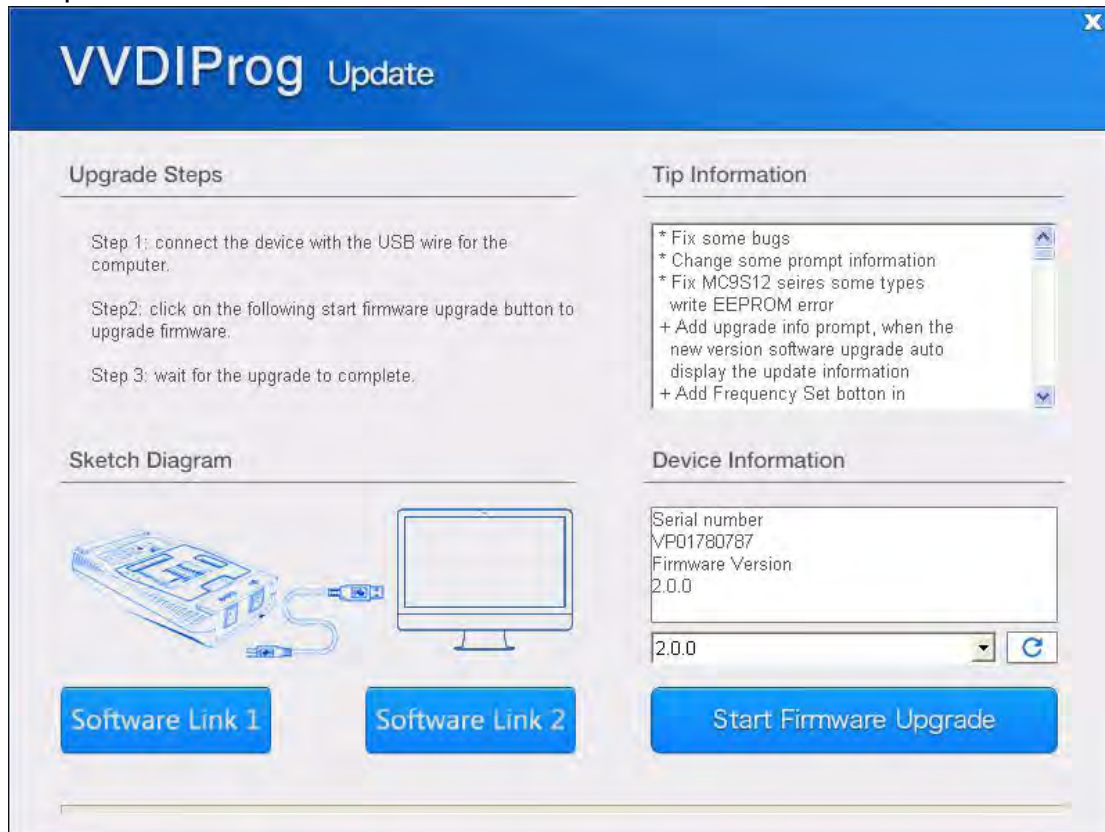 X
VVDIProg Update
Upgrade Steps
Step 1: connect the device with the USB wire for the
computer.
Step2: click on the following start firmware upgrade button to
upgrade firmware.
Step 3: wait for the upgrade to complete.
Tip Information
* Fix some bugs
* Change some prompt information
* Fix MC9S12 seires some types
write EEPROM error
+ Add upgrade info prompt, when the
new version software upgrade auto
display the update information
+ Add Frequency Set botton in
Sketch Diagram
Device Information
Serial number
VP01780787
Firmware Version
2.0.0
2.0.0
Software Link 1
Software Link 2
Start Firmware Upgrade